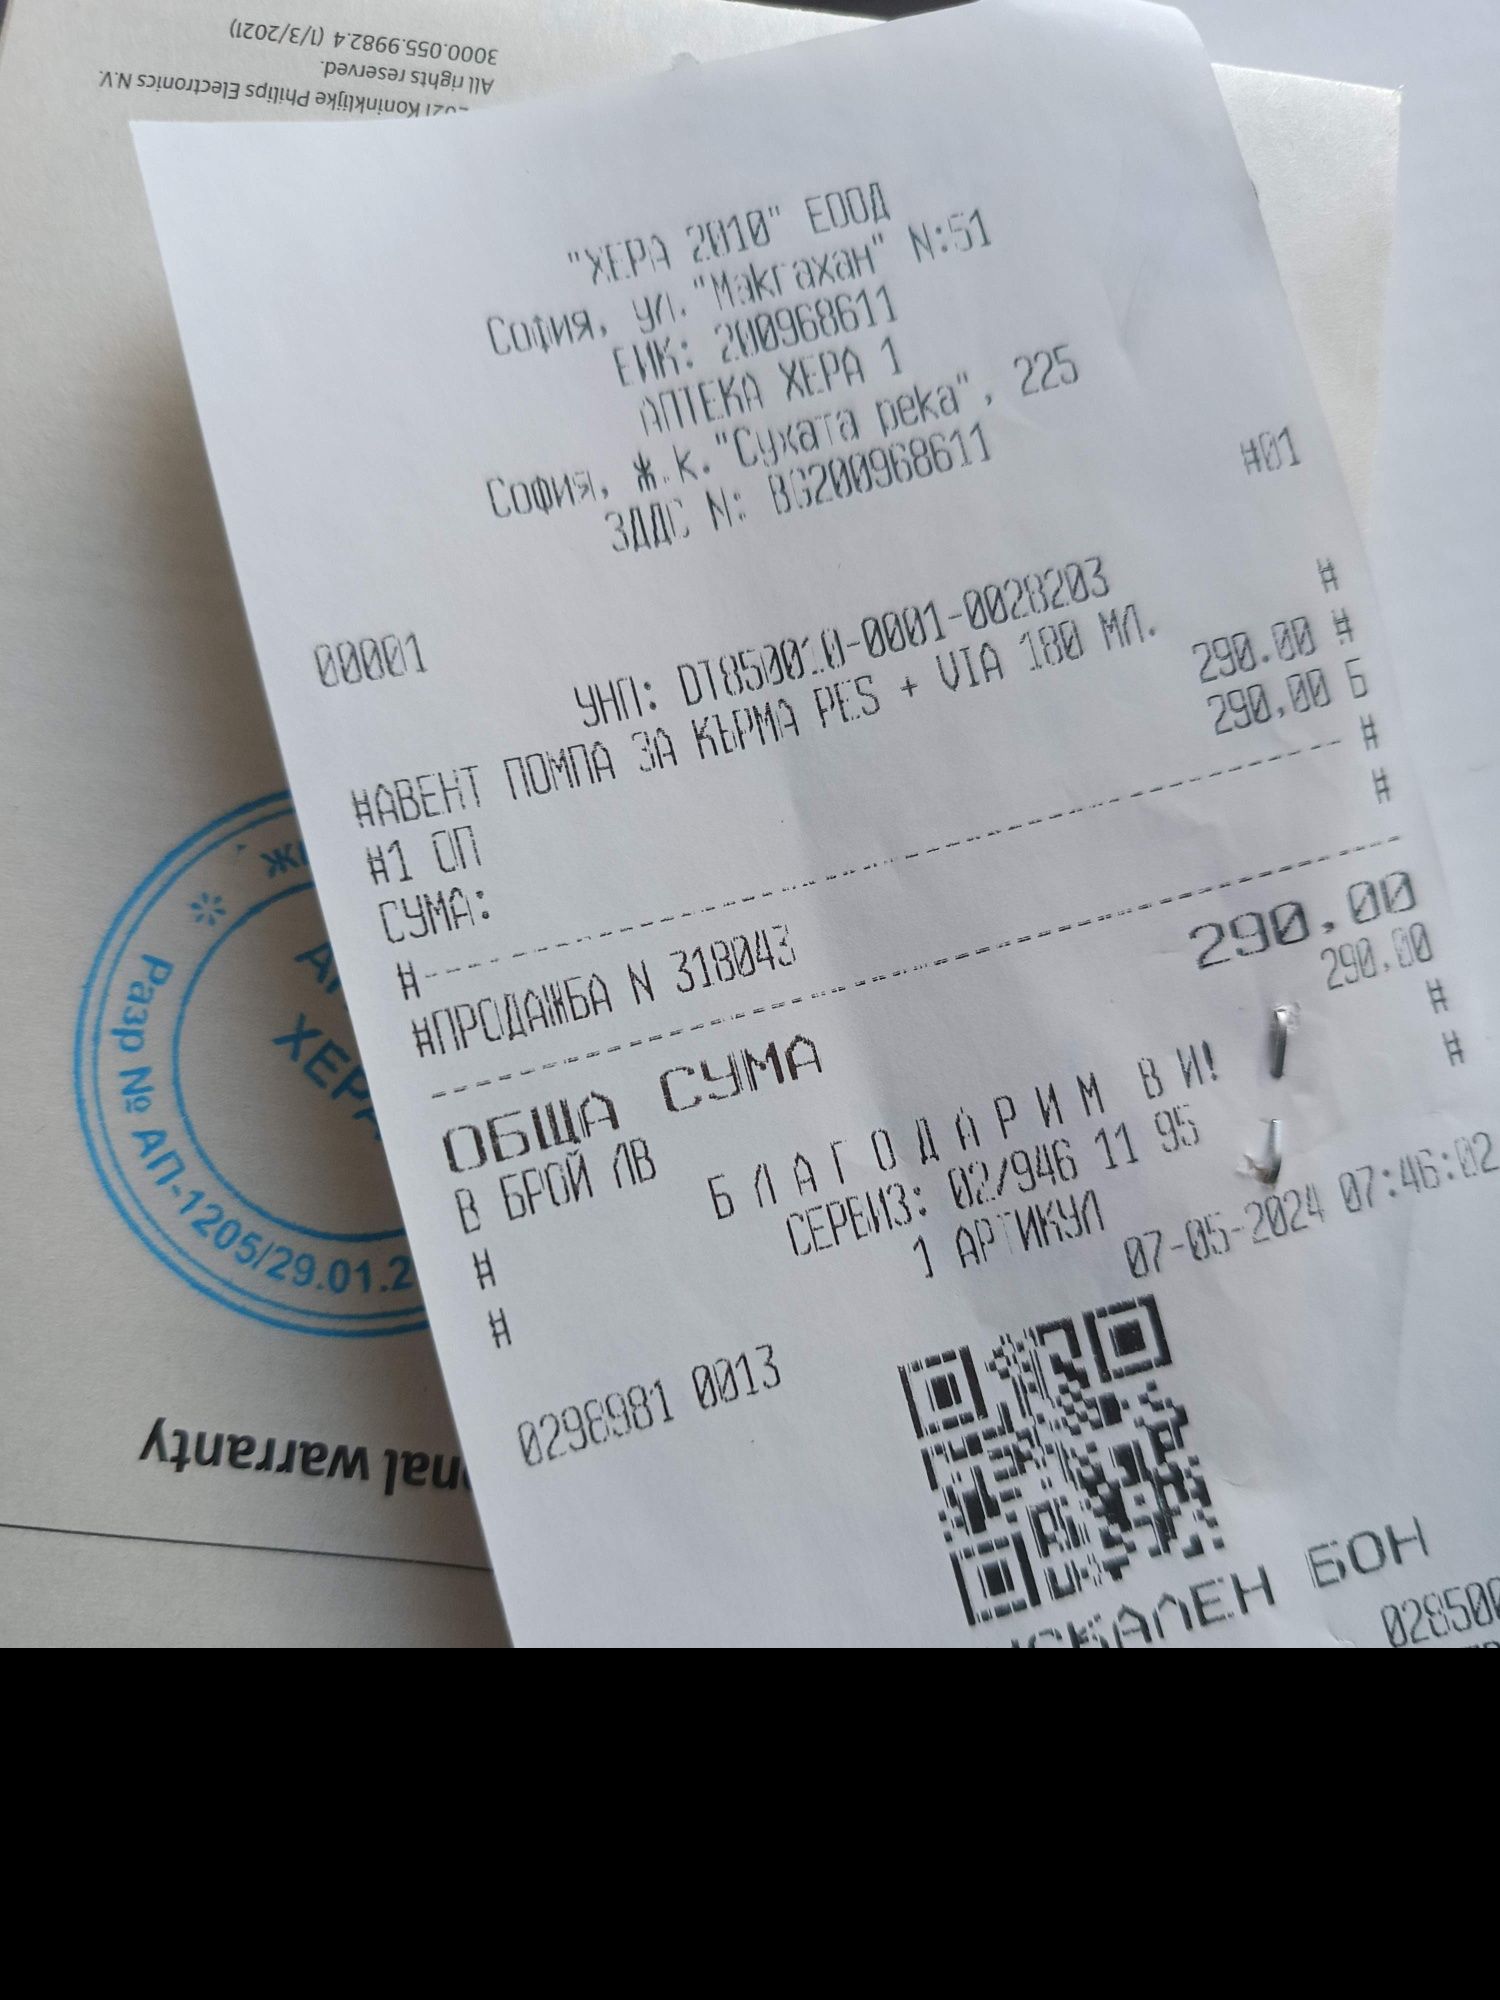 3000.055.9982.4 (1/3/2021)
All rights reserved.
2021 Koninklijke Philips Electronics N.V.
"ХЕРА 2010" ЕООД
София, ул."Макгахан" N:51
ЕИК: 200968611
АПТЕКА ХЕРА 1
София, ж.к."Сухата река", 225
ЗДДС N: BG200968611
00001 #01
УНП: DT850010-0001-0028203 #
#АВЕНТ ПОМПА ЗА КЪРМА PES + VIA 180 МЛ.
#1 ОП 290.00 #
СУМА: 290.00 Б
#-------------------------------- #
#ПРОДАЖБА N 318043 #
ОБЩА СУМА 290.00
В БРОЙ ЛВ 290.00
# Б Л А Г О Д А Р И М В И! #
# СЕРВИЗ: 02/946 11 95 #
1 АРТИКУЛ
0298981 0013 07-05-2024 07:46:02
БОН
Разр № АП-1205/29.01.2
ХЕРА
warranty